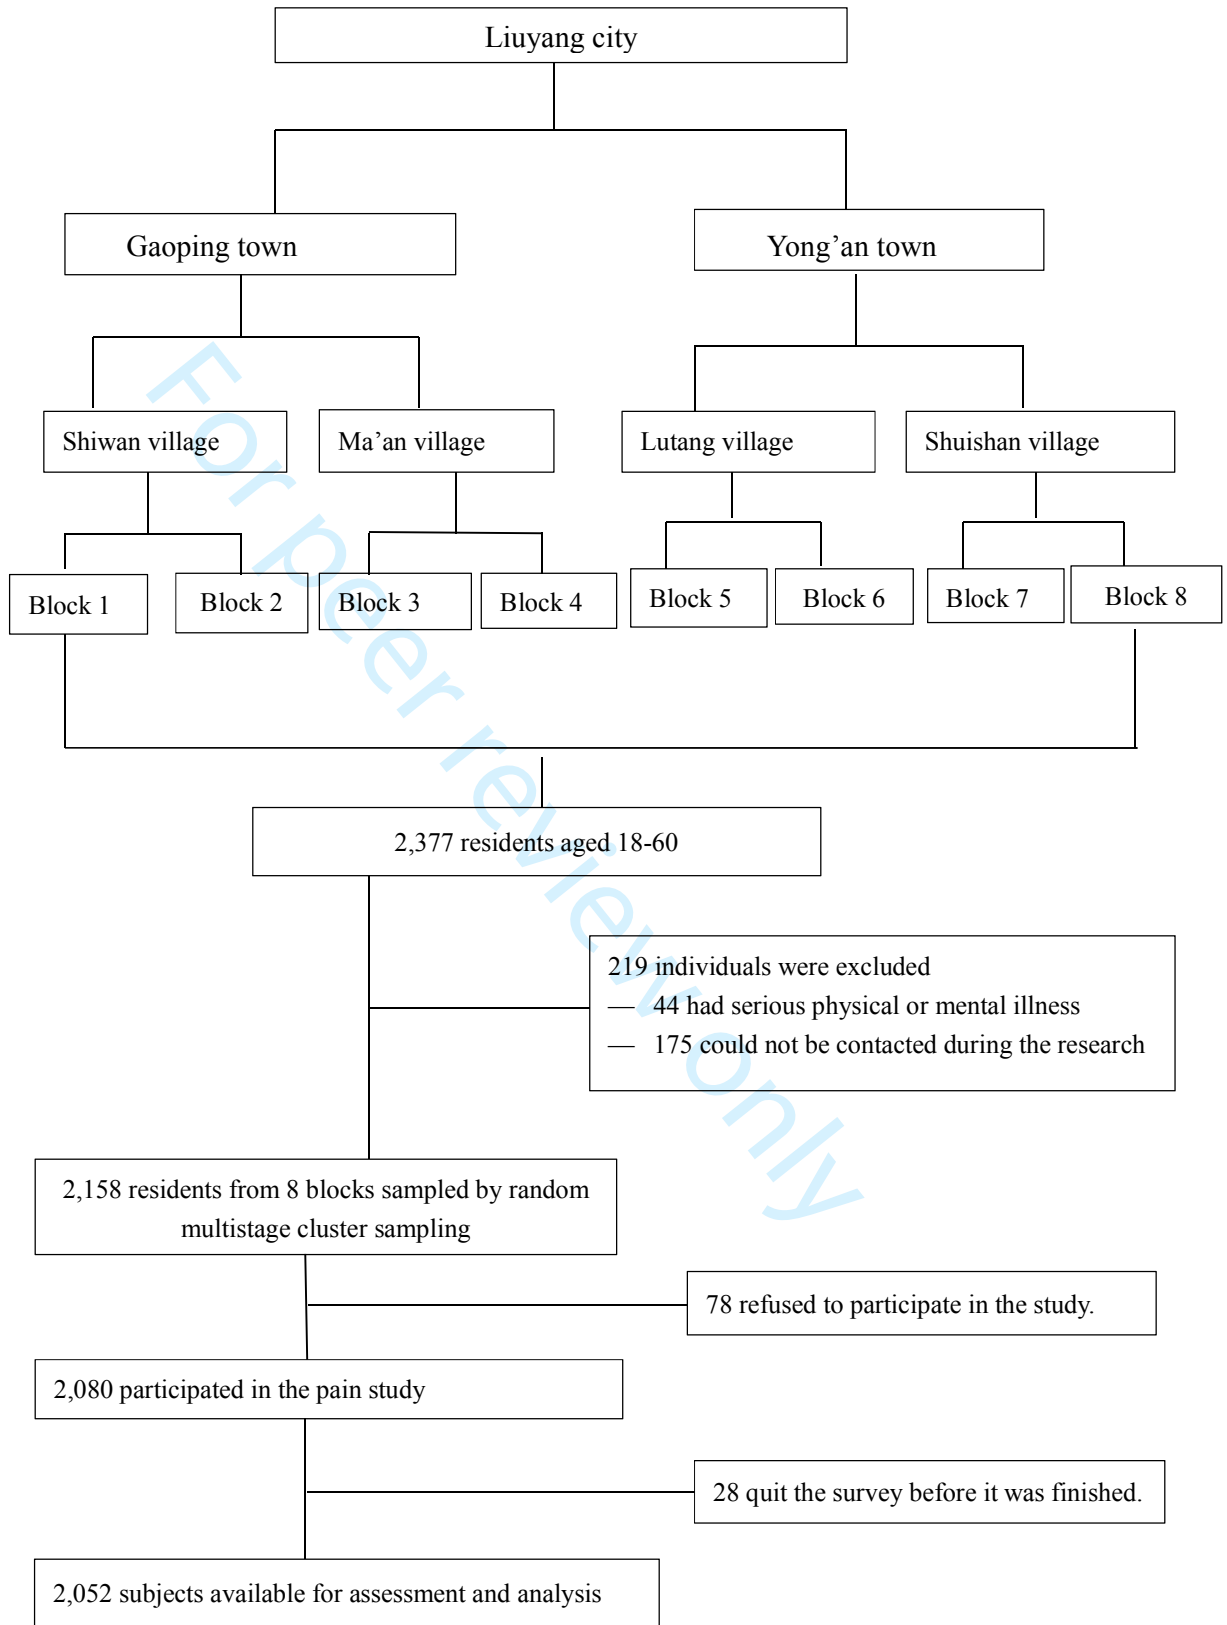 Liuyang city
Gaoping town
Yong’an town
Shiwan village
Ma’an village
Lutang village
Shuishan village
Block 1
Block 2
Block 3
Block 4
Block 5
Block 6
Block 7
Block 8
2,377 residents aged 18-60
219 individuals were excluded
— 44 had serious physical or mental illness
— 175 could not be contacted during the research
2,158 residents from 8 blocks sampled by random
multistage cluster sampling
78 refused to participate in the study.
2,080 participated in the pain study
28 quit the survey before it was finished.
2,052 subjects available for assessment and analysis
For peer review only